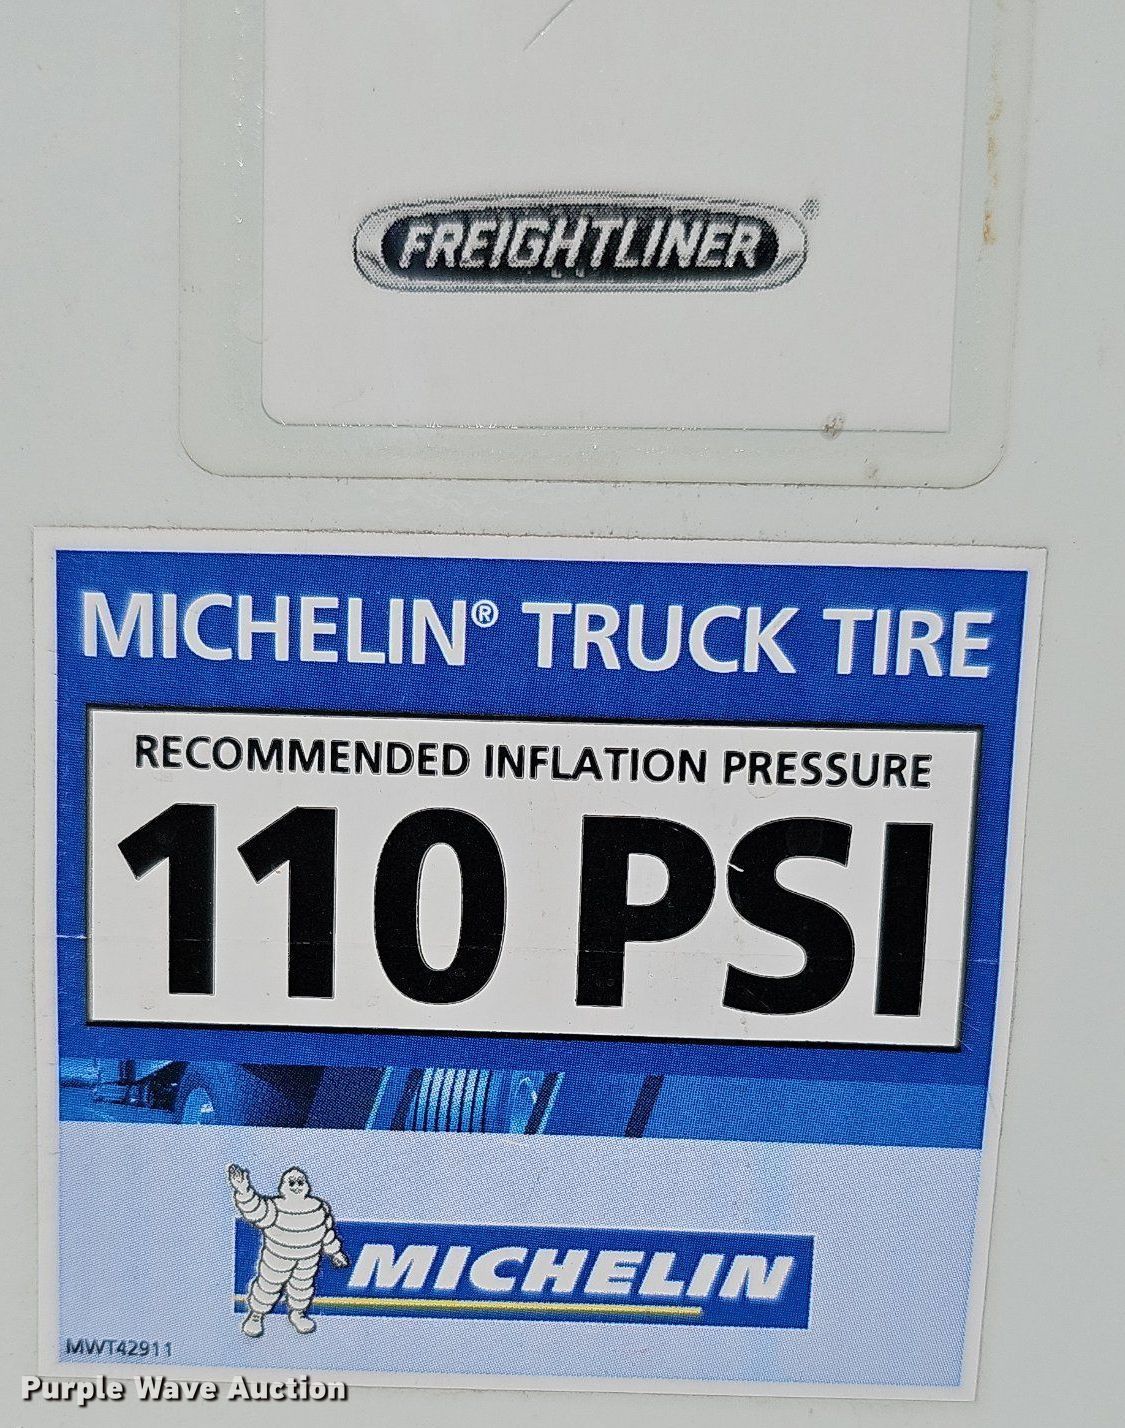 FREIGHTLINER®
MICHELIN® TRUCK TIRE
RECOMMENDED INFLATION PRESSURE
110 PSI
MICHELIN
MWT42911
Purple Wave Auction